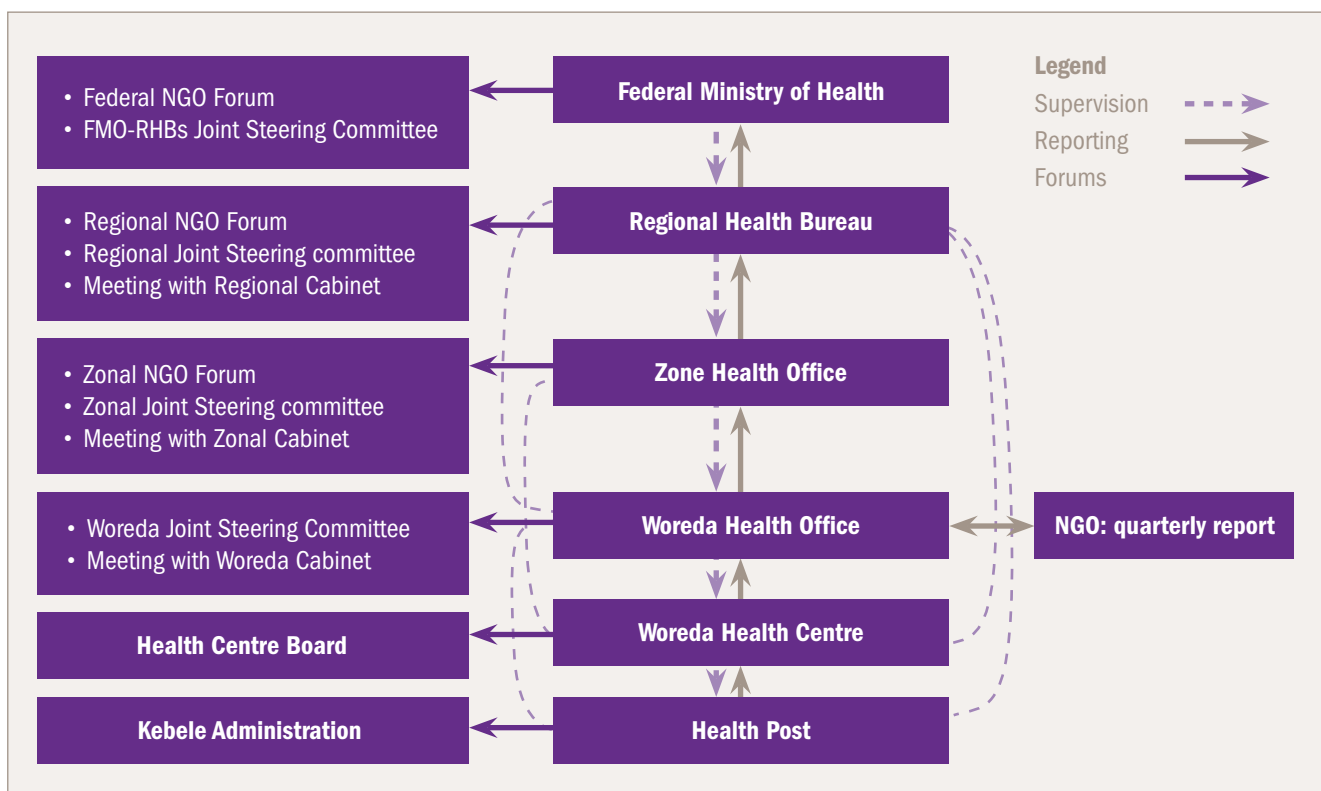 • Federal NGO Forum
• FMO-RHBs Joint Steering Committee
Federal Ministry of Health
Legend
Supervision
Reporting
Forums
• Regional NGO Forum
• Regional Joint Steering committee
• Meeting with Regional Cabinet
Regional Health Bureau
• Zonal NGO Forum
• Zonal Joint Steering committee
• Meeting with Zonal Cabinet
Zone Health Office
• Woreda Joint Steering Committee
• Meeting with Woreda Cabinet
Woreda Health Office
NGO: quarterly report
Health Centre Board
Woreda Health Centre
Kebele Administration
Health Post